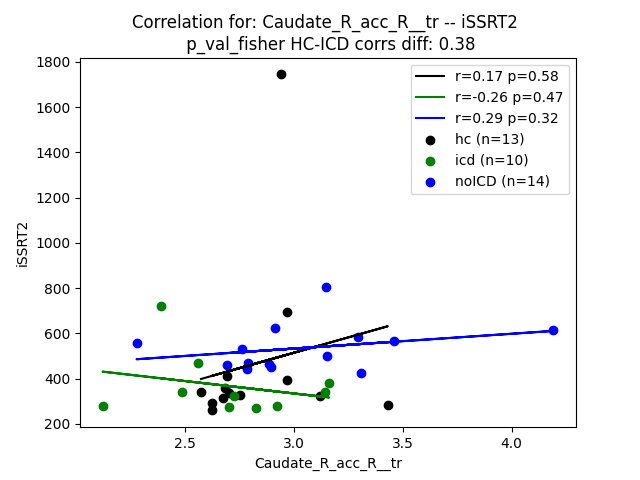 Correlation for: Caudate_R_acc_R__tr -- iSSRT2
p_val_fisher HC-ICD corrs diff: 0.38
r=0.17 p=0.58
r=-0.26 p=0.47
r=0.29 p=0.32
hc (n=13)
icd (n=10)
noICD (n=14)
iSSRT2
1800
1600
1400
1200
1000
800
600
400
200
2.5 3.0 3.5 4.0
Caudate_R_acc_R__tr